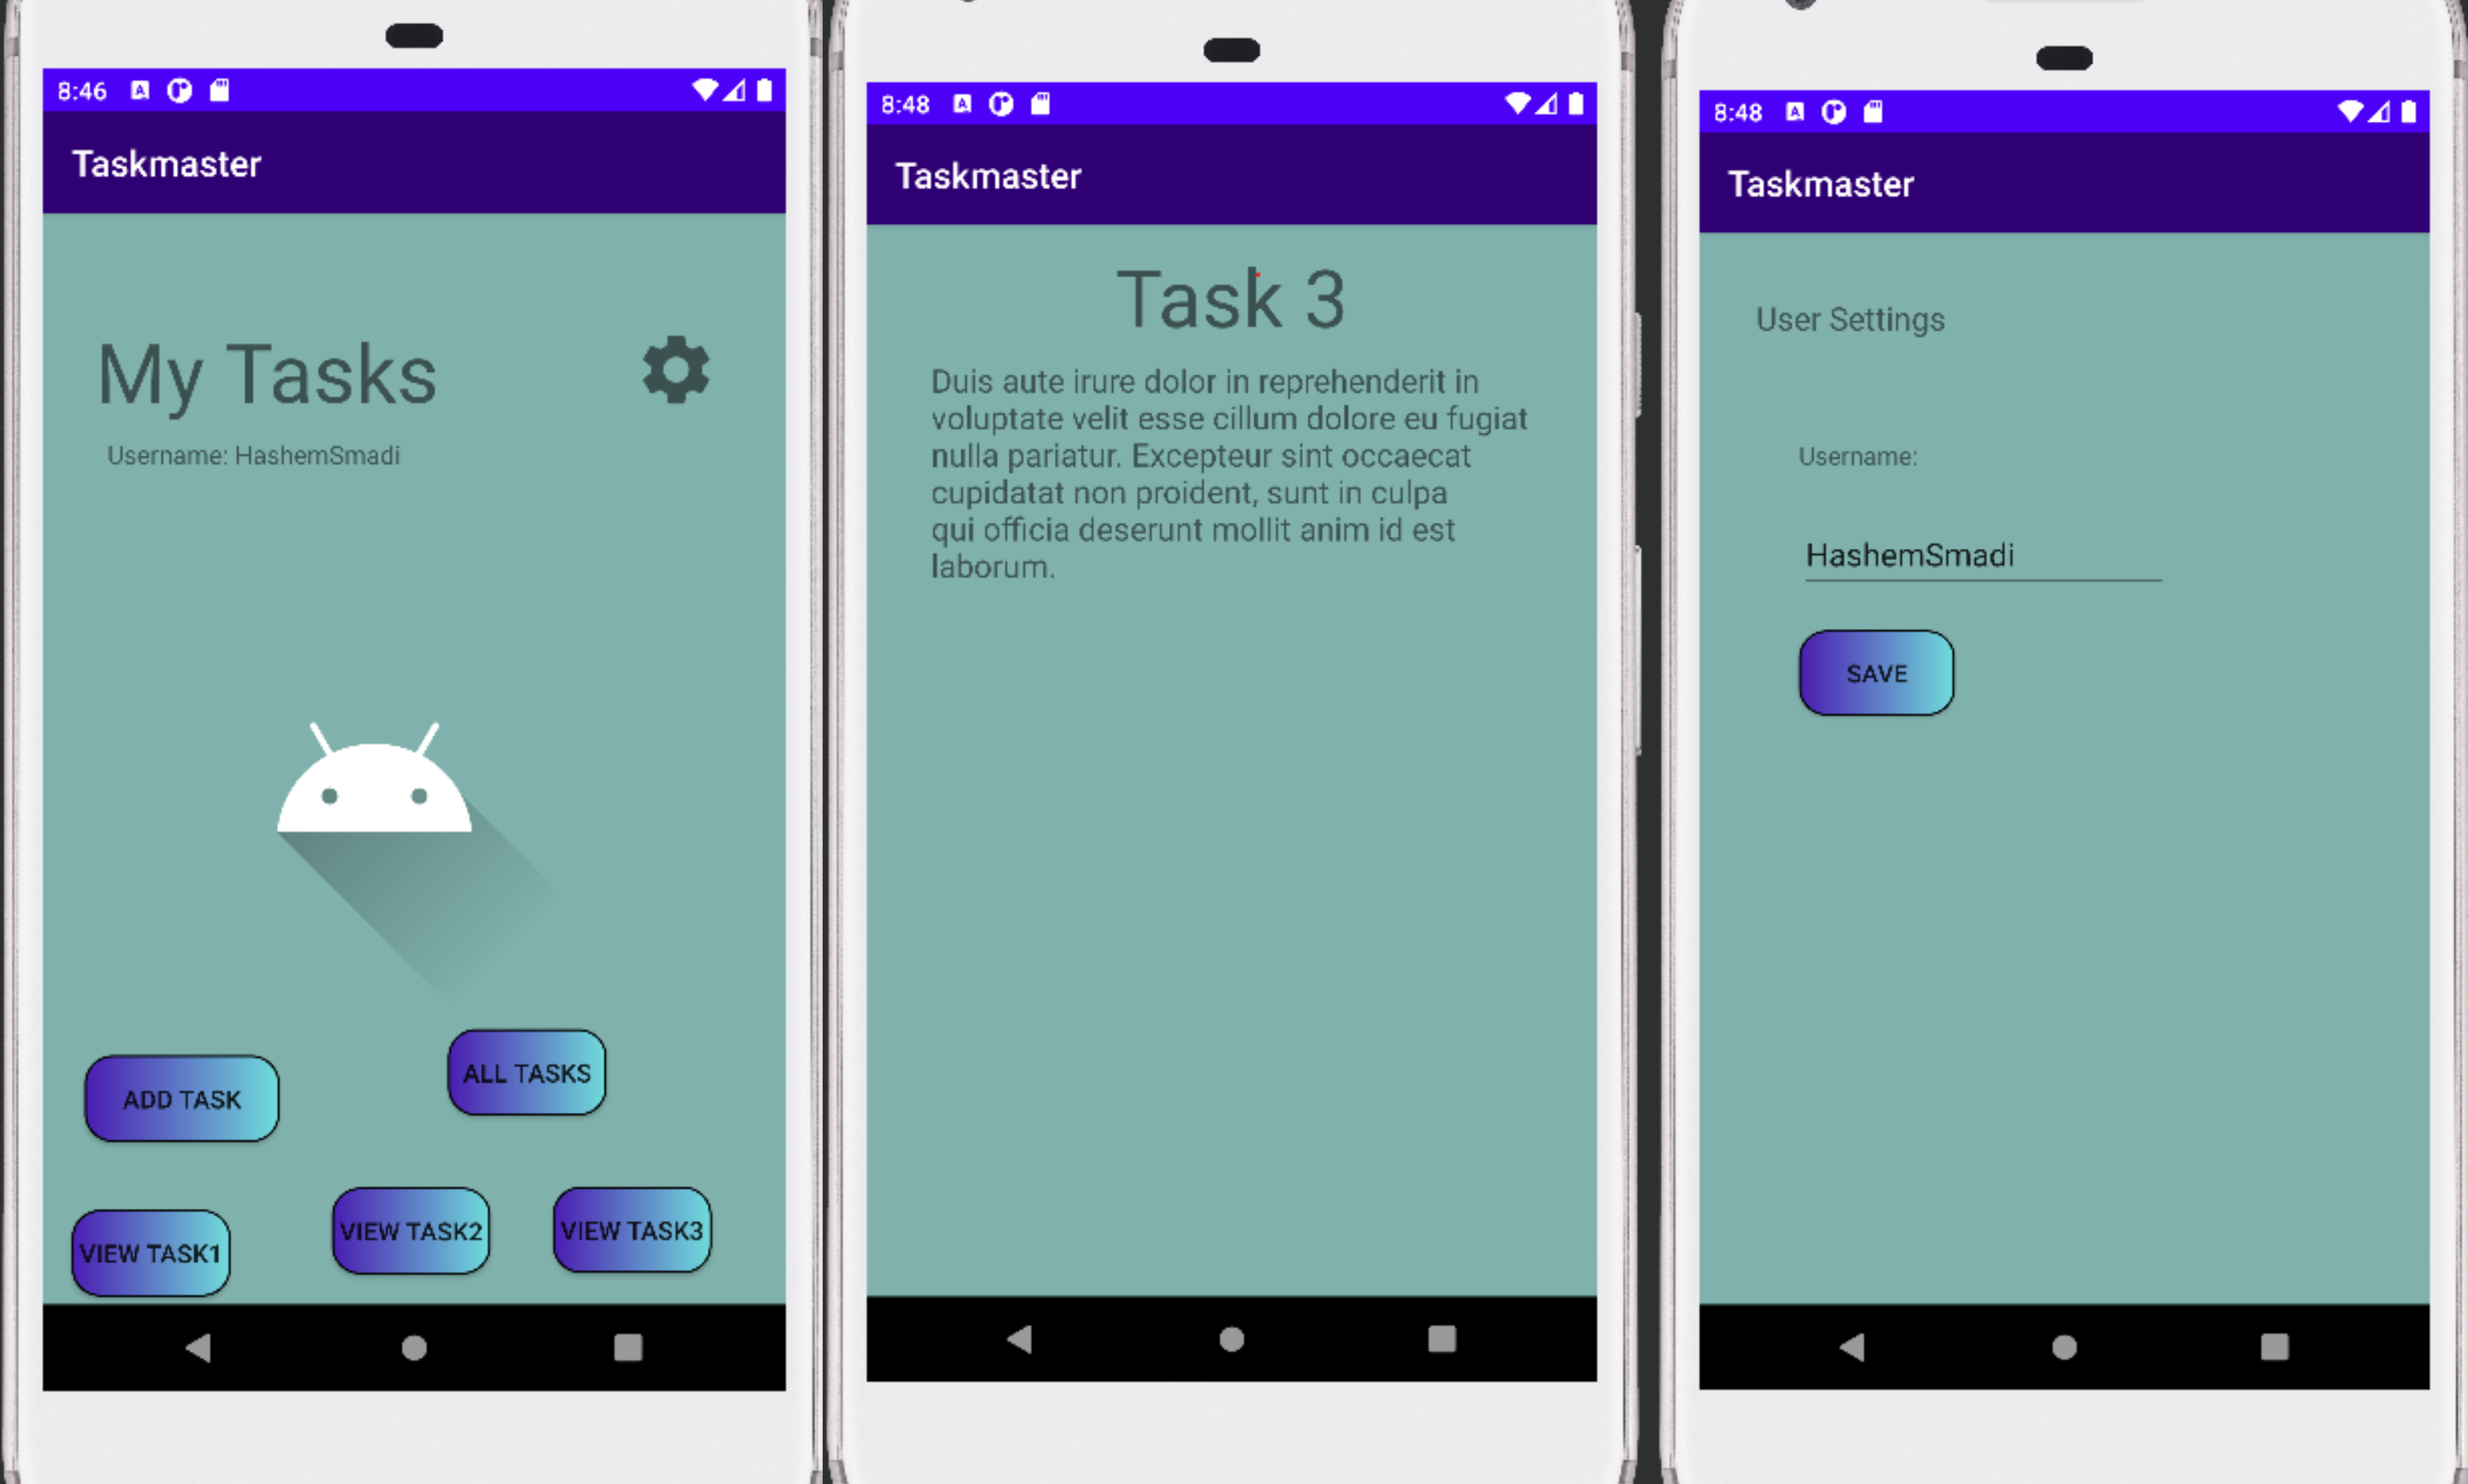 8:46
Taskmaster
My Tasks
Username: HashemSmadi
ALL TASKS
ADD TASK
VIEW TASK2
VIEW TASK3
VIEW TASK1
8:48
Taskmaster
Task 3
Duis aute irure dolor in reprehenderit in
voluptate velit esse cillum dolore eu fugiat
nulla pariatur. Excepteur sint occaecat
cupidatat non proident, sunt in culpa
qui officia deserunt mollit anim id est
laborum.
8:48
Taskmaster
User Settings
Username:
HashemSmadi
SAVE